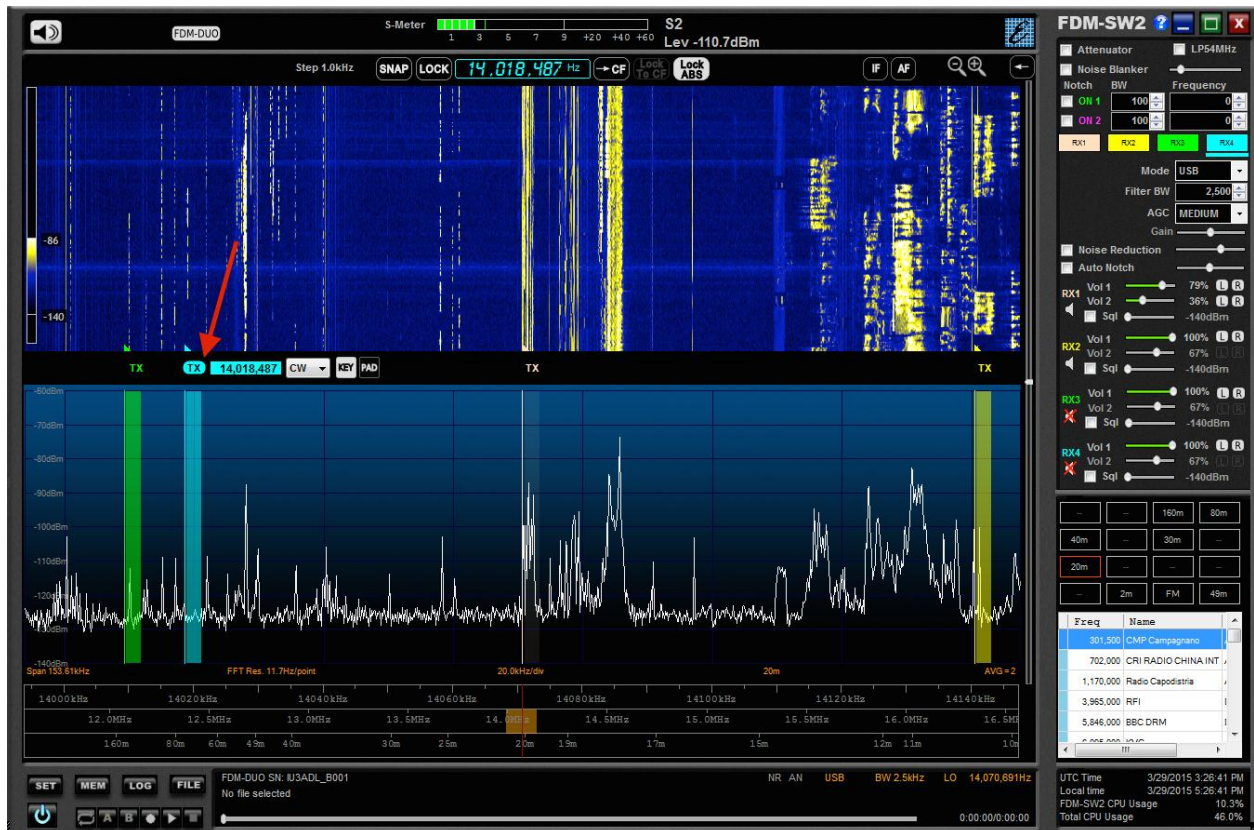 FDM-DUO
S-Meter 1 3 5 7 9 +20 +40 +60
S2
Lev -110.7dBm
Step 1.0kHz SNAP LOCK 14,018,487 Hz →CF Lock To CF Lock ABS IF AF
-86
-140
TX TX 14,018,487 CW KEY PAD TX TX
-60dBm
-70dBm
-80dBm
-90dBm
-100dBm
-110dBm
-130dBm
-140dBm
Span 153.61kHz FFT Res. 11.7Hz/point 20.0kHz/div 20m AVG=2
14000kHz 14020kHz 14040kHz 14060kHz 14080kHz 14100kHz 14120kHz 14140kHz
12.0MHz 12.5MHz 13.0MHz 13.5MHz 14.0MHz 14.5MHz 15.0MHz 15.5MHz 16.0MHz 16.5MH
160m 80m 60m 49m 40m 30m 25m 20m 19m 17m 15m 12m 11m 10m
SET MEM LOG FILE
FDM-DUO SN: IU3ADL_B001 NR AN USB BW 2.5kHz LO 14,070,691Hz
No file selected
A B
0:00:00/0:00:00
FDM-SW2 ? X
Attenuator LP54MHz
Noise Blanker
Notch BW Frequency
ON 1 100 0
ON 2 100 0
RX1 RX2 RX3 RX4
Mode USB
Filter BW 2,500
AGC MEDIUM
Gain
Noise Reduction
Auto Notch
RX1 Vol 1 79% L R
Vol 2 36% L R
Sql -140dBm
RX2 Vol 1 100% L R
Vol 2 67% L R
Sql -140dBm
RX3 Vol 1 100% L R
Vol 2 67% L R
Sql -140dBm
RX4 Vol 1 100% L R
Vol 2 67% L R
Sql -140dBm
-- -- 160m 80m
40m -- 30m --
20m -- -- --
-- 2m FM 49m
Freq Name
301,500 CMP Campagnano
702,000 CRI RADIO CHINA INT
1,170,000 Radio Capodistria
3,965,000 RFI
5,846,000 BBC DRM
UTC Time 3/29/2015 3:26:41 PM
Local time 3/29/2015 5:26:41 PM
FDM-SW2 CPU Usage 10.3%
Total CPU Usage 46.0%